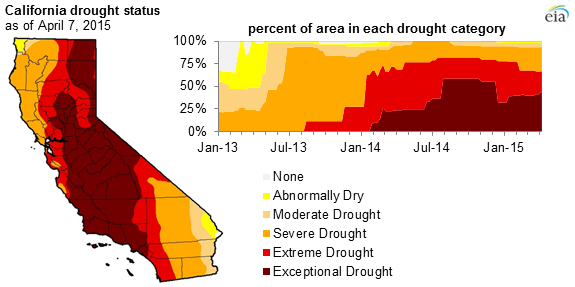 California drought status
as of April 7, 2015
eia
percent of area in each drought category
100%
75%
50%
25%
0%
Jan-13 Jul-13 Jan-14 Jul-14 Jan-15
None
Abnormally Dry
Moderate Drought
Severe Drought
Extreme Drought
Exceptional Drought